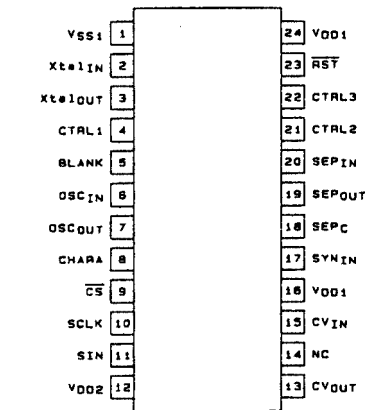 VSS1 1 24 VDD1
XtalIN 2 23 RST
XtalOUT 3 22 CTRL3
CTRL1 4 21 CTRL2
BLANK 5 20 SEPIN
OSCIN 6 19 SEPOUT
OSCOUT 7 18 SEPC
CHARA 8 17 SYNIN
CS 9 16 VDD1
SCLK 10 15 CVIN
SIN 11 14 NC
VDD2 12 13 CVOUT